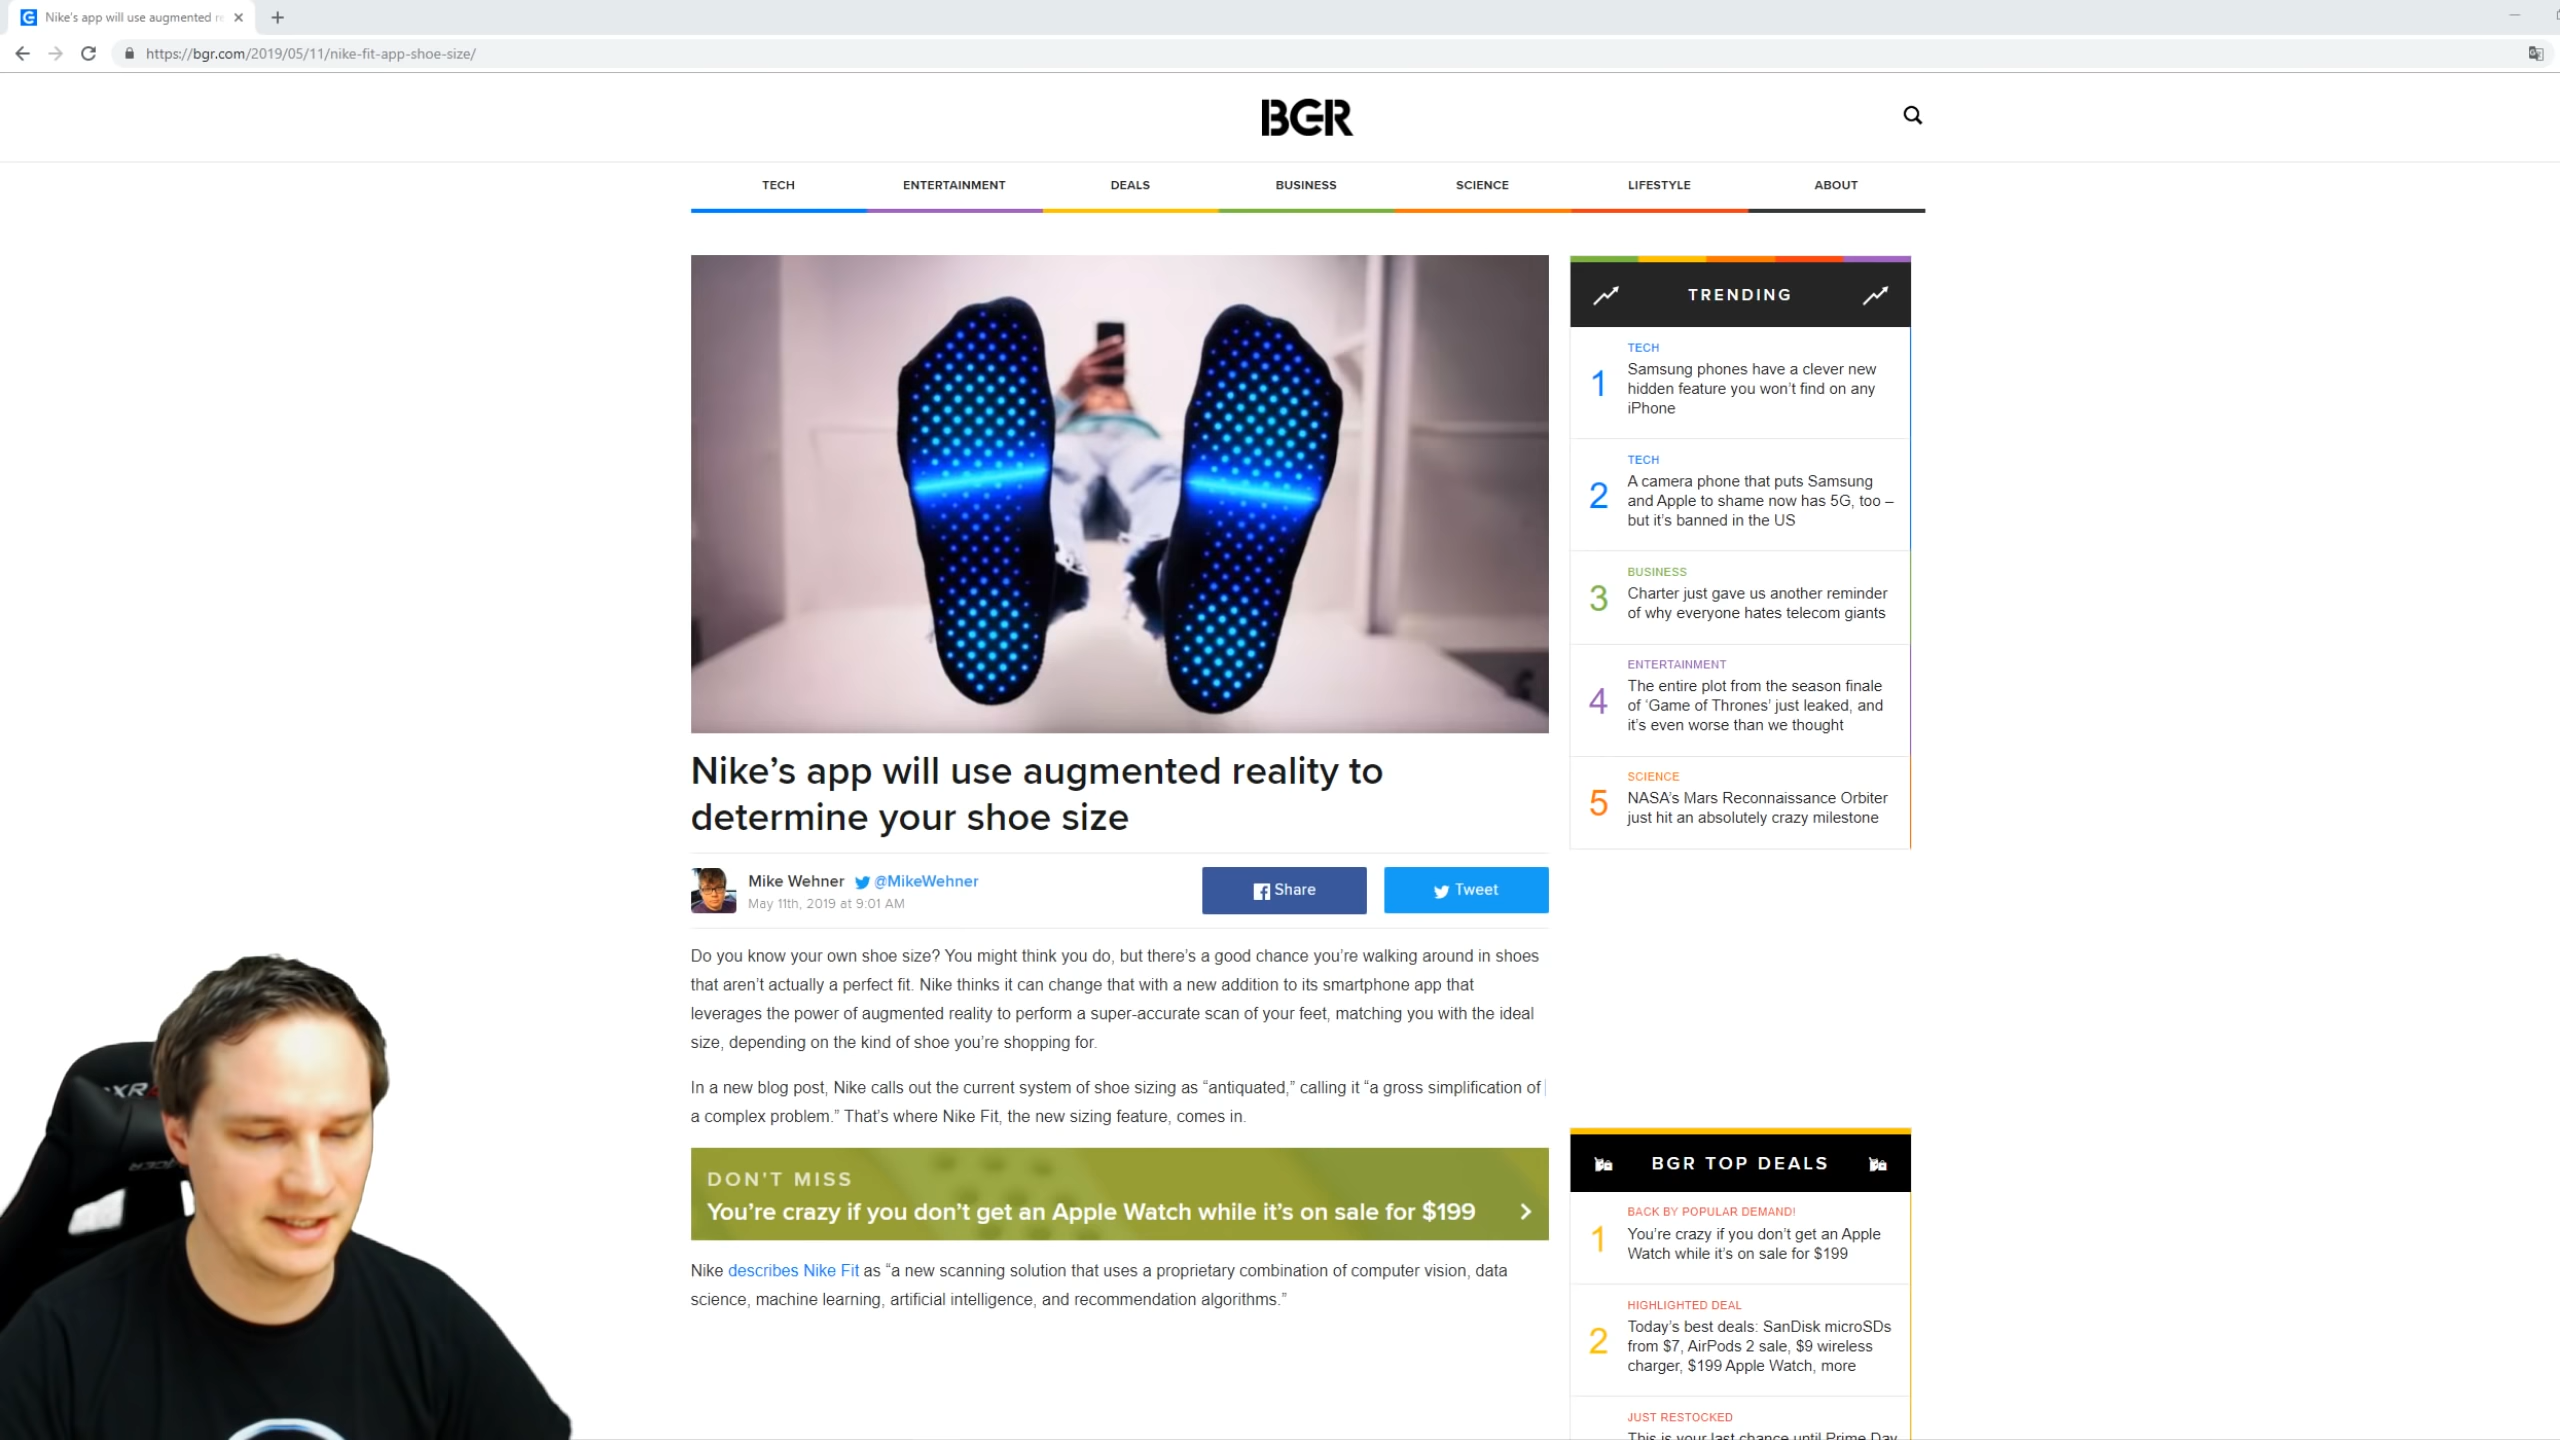 Nike's app will use augmented re
https://bgr.com/2019/05/11/nike-fit-app-shoe-size/
BGR
TECH
ENTERTAINMENT
DEALS
BUSINESS
SCIENCE
LIFESTYLE
ABOUT
Nike’s app will use augmented reality to
determine your shoe size
Mike Wehner @MikeWehner
May 11th, 2019 at 9:01 AM
Share
Tweet
Do you know your own shoe size? You might think you do, but there’s a good chance you’re walking around in shoes
that aren’t actually a perfect fit. Nike thinks it can change that with a new addition to its smartphone app that
leverages the power of augmented reality to perform a super-accurate scan of your feet, matching you with the ideal
size, depending on the kind of shoe you’re shopping for.
In a new blog post, Nike calls out the current system of shoe sizing as “antiquated,” calling it “a gross simplification of
a complex problem.” That’s where Nike Fit, the new sizing feature, comes in.
DON’T MISS
You’re crazy if you don’t get an Apple Watch while it’s on sale for $199
Nike describes Nike Fit as “a new scanning solution that uses a proprietary combination of computer vision, data
science, machine learning, artificial intelligence, and recommendation algorithms.”
TRENDING
TECH
1
Samsung phones have a clever new
hidden feature you won’t find on any
iPhone
TECH
2
A camera phone that puts Samsung
and Apple to shame now has 5G, too –
but it’s banned in the US
BUSINESS
3
Charter just gave us another reminder
of why everyone hates telecom giants
ENTERTAINMENT
4
The entire plot from the season finale
of ‘Game of Thrones’ just leaked, and
it’s even worse than we thought
SCIENCE
5
NASA’s Mars Reconnaissance Orbiter
just hit an absolutely crazy milestone
BGR TOP DEALS
BACK BY POPULAR DEMAND!
1
You’re crazy if you don’t get an Apple
Watch while it’s on sale for $199
HIGHLIGHTED DEAL
2
Today’s best deals: SanDisk microSDs
from $7, AirPods 2 sale, $9 wireless
charger, $199 Apple Watch, more
JUST RESTOCKED
This is your last chance until Prime Day
XR